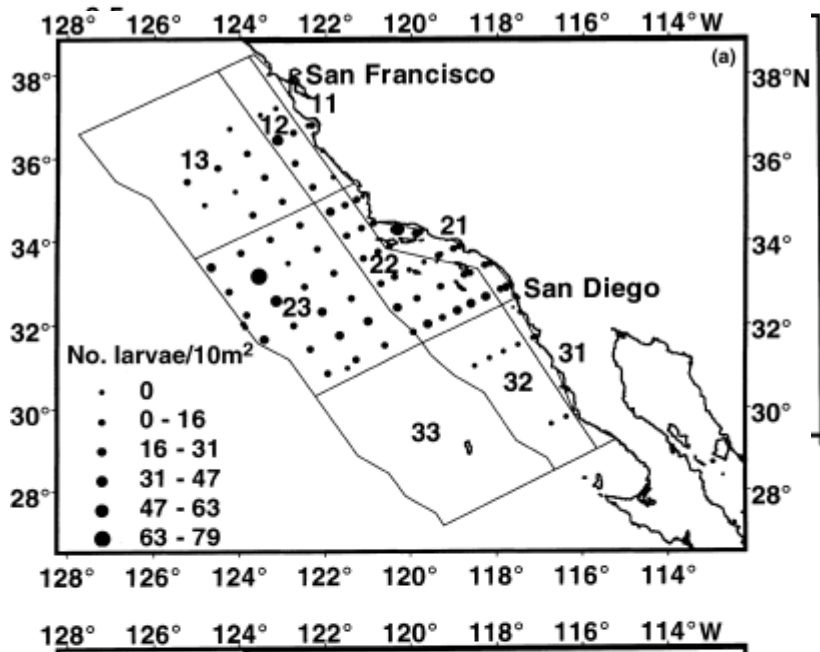 128° 126° 124° 122° 120° 118° 116° 114° W
(a)
38° San Francisco 38°N
11
12
36° 13 36°
34° 21 34°
22
23 San Diego
32° 32°
No. larvae/10m²
31
0 32
30° 0 - 16 30°
16 - 31 33
31 - 47
28° 47 - 63 28°
63 - 79
128° 126° 124° 122° 120° 118° 116° 114° W
128° 126° 124° 122° 120° 118° 116° 114° W